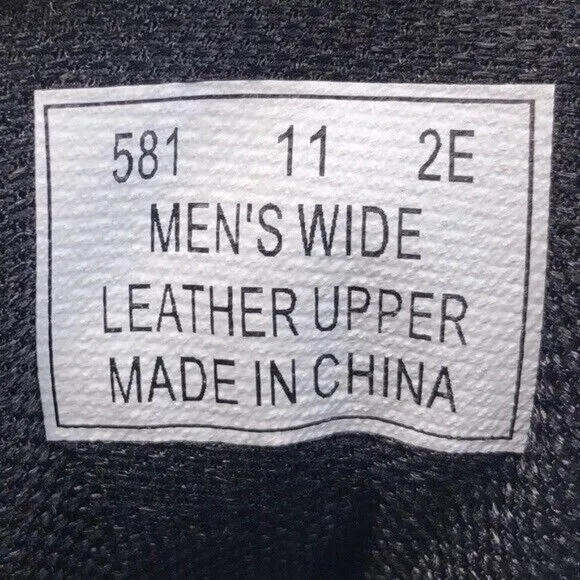 581 11 2E
MEN'S WIDE
LEATHER UPPER
MADE IN CHINA